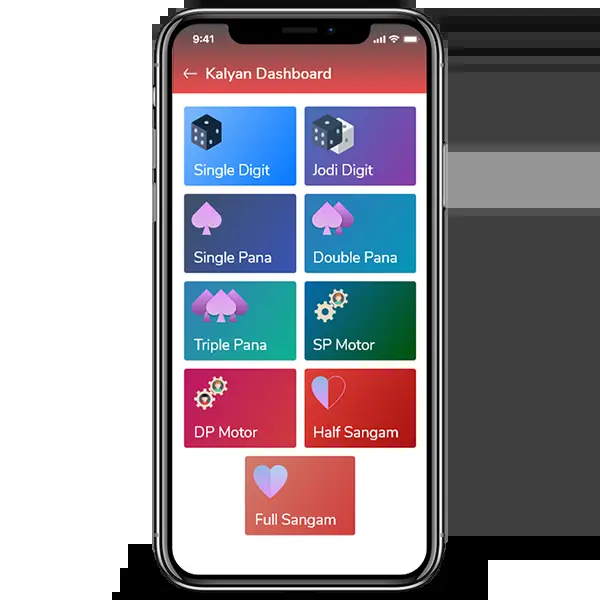 9:41
Kalyan Dashboard
Single Digit
Jodi Digit
Single Pana
Double Pana
Triple Pana
SP Motor
DP Motor
Half Sangam
Full Sangam